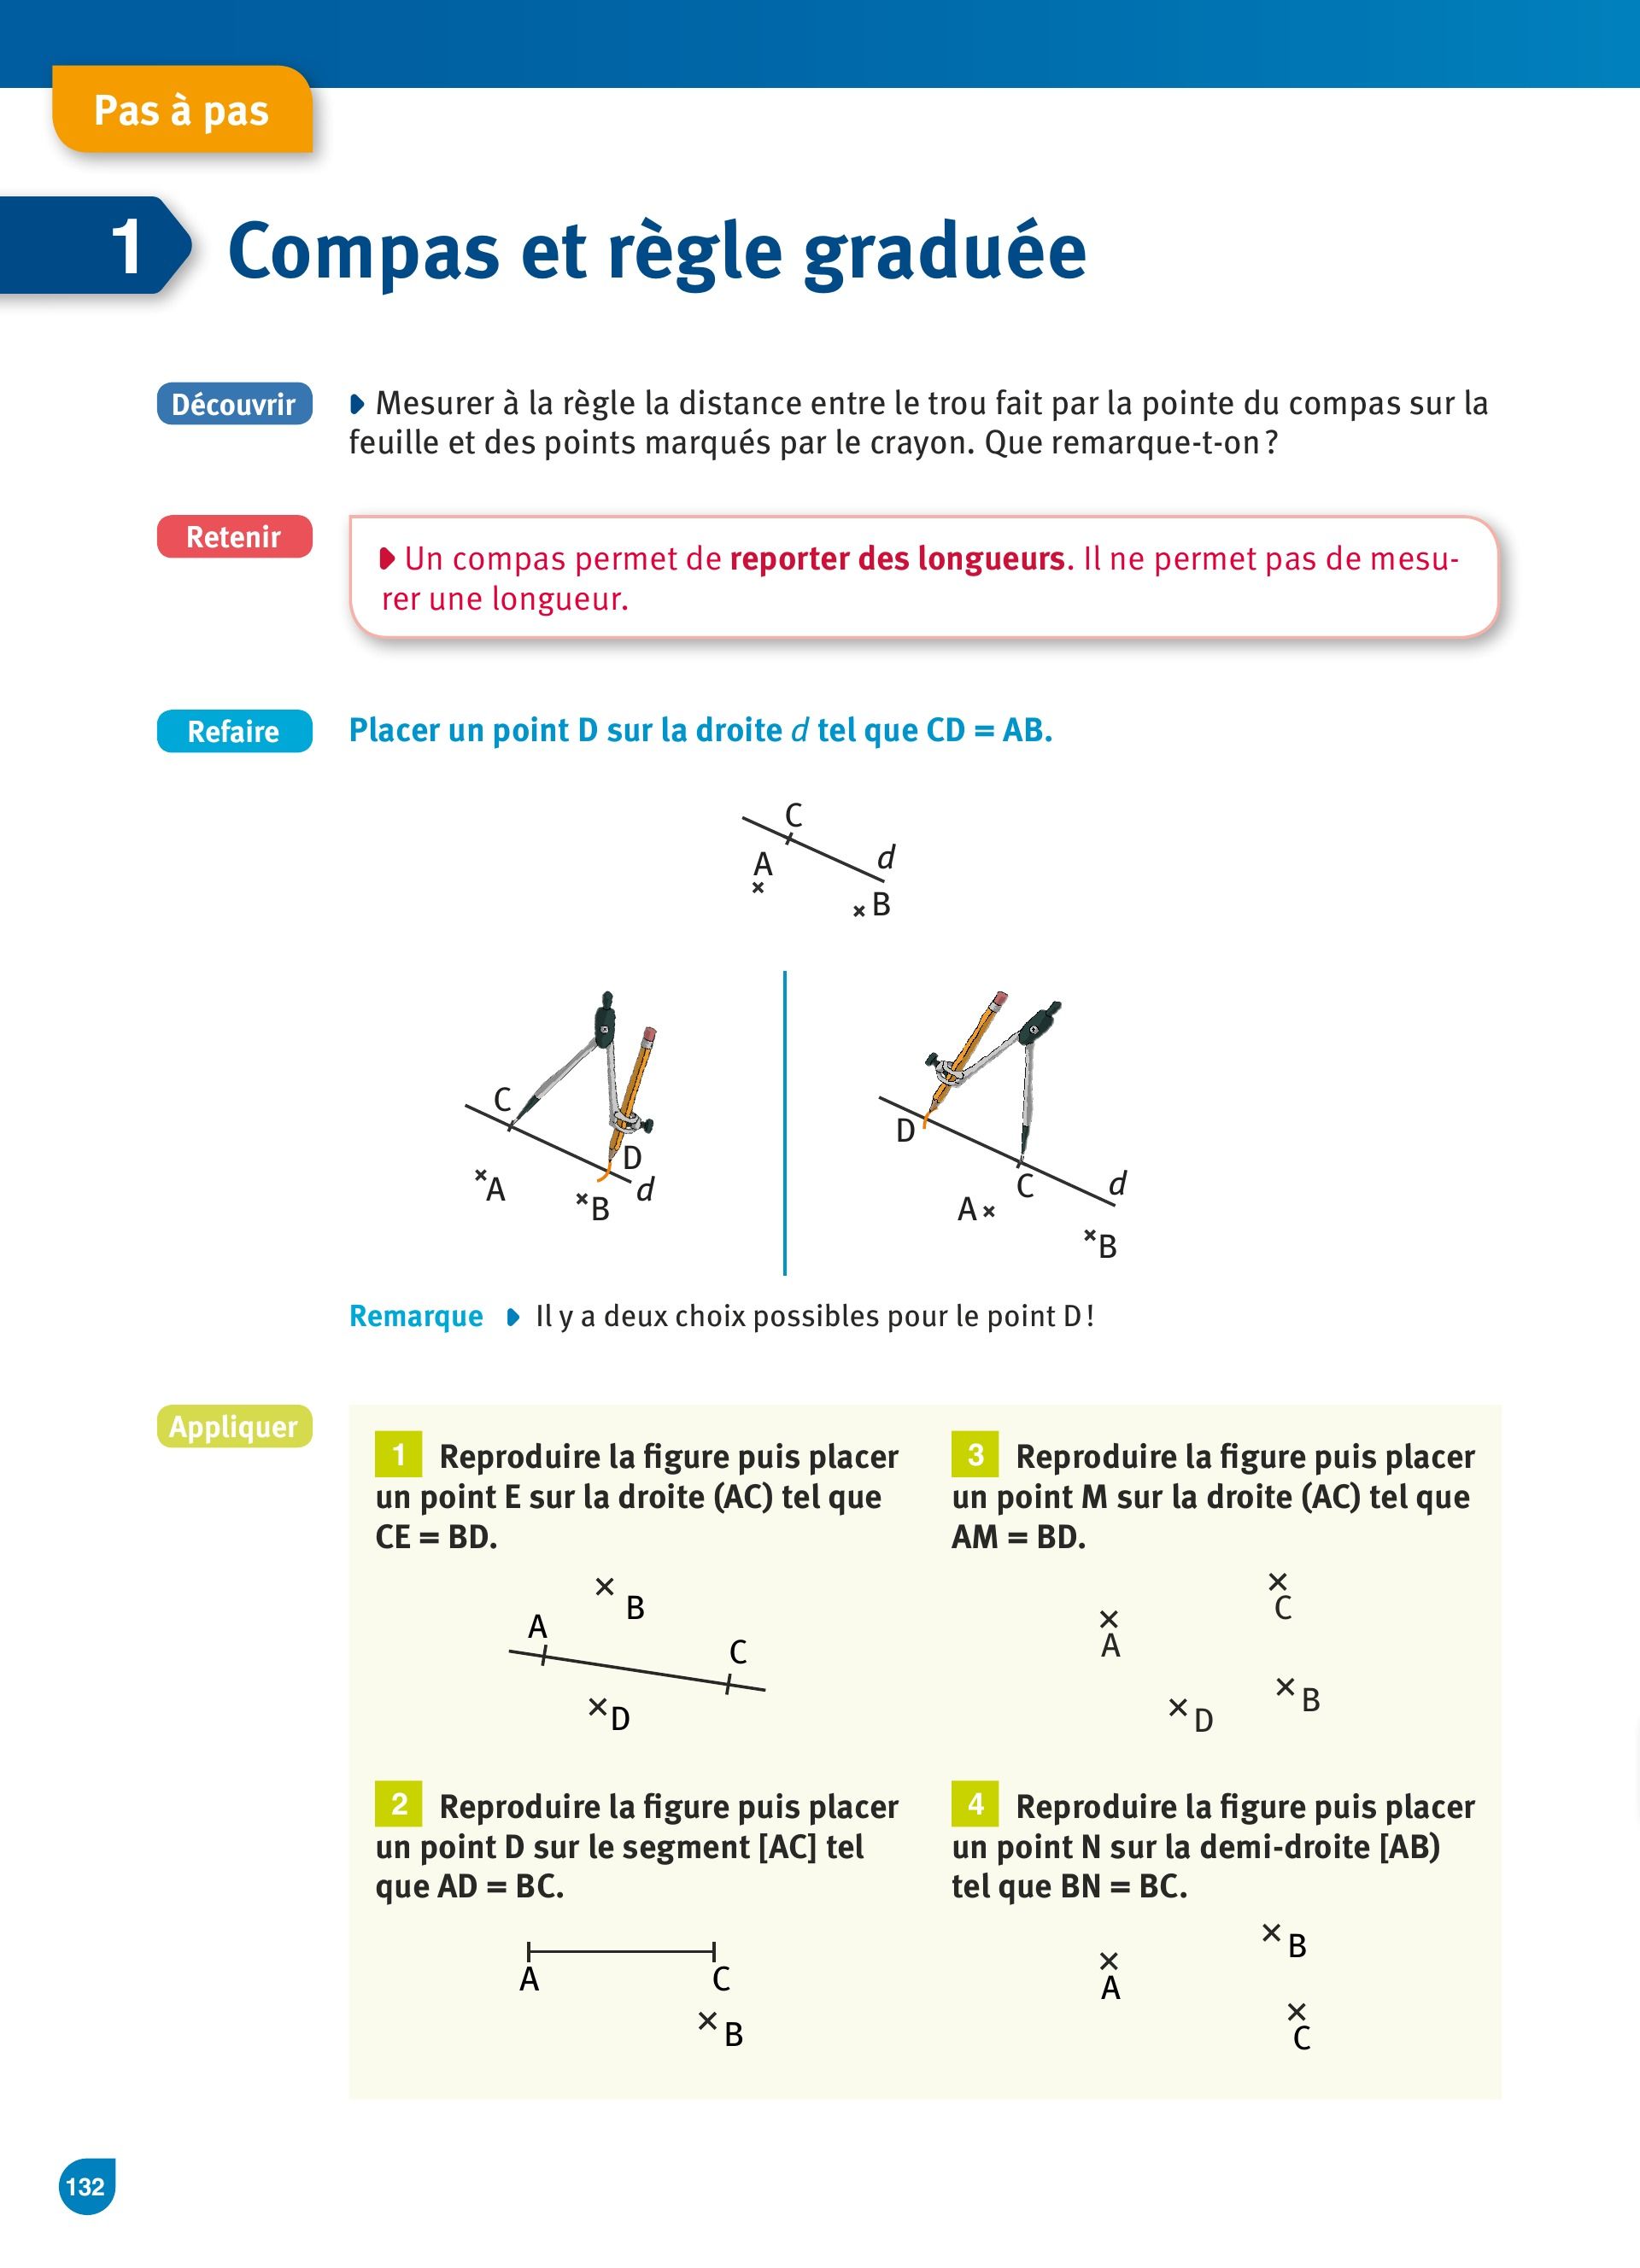 Pas à pas
1 Compas et règle graduée
Découvrir
Mesurer à la règle la distance entre le trou fait par la pointe du compas sur la
feuille et des points marqués par le crayon. Que remarque-t-on ?
Retenir
Un compas permet de reporter des longueurs. Il ne permet pas de mesu-
rer une longueur.
Refaire
Placer un point D sur la droite d tel que CD = AB.
C
A
d
B
C
D
A
B
d
D
C
d
A
B
Remarque Il y a deux choix possibles pour le point D !
Appliquer
1 Reproduire la figure puis placer
un point E sur la droite (AC) tel que
CE = BD.
B
A
C
D
2 Reproduire la figure puis placer
un point D sur le segment [AC] tel
que AD = BC.
A
C
B
3 Reproduire la figure puis placer
un point M sur la droite (AC) tel que
AM = BD.
C
A
B
D
4 Reproduire la figure puis placer
un point N sur la demi-droite [AB)
tel que BN = BC.
B
A
C
132